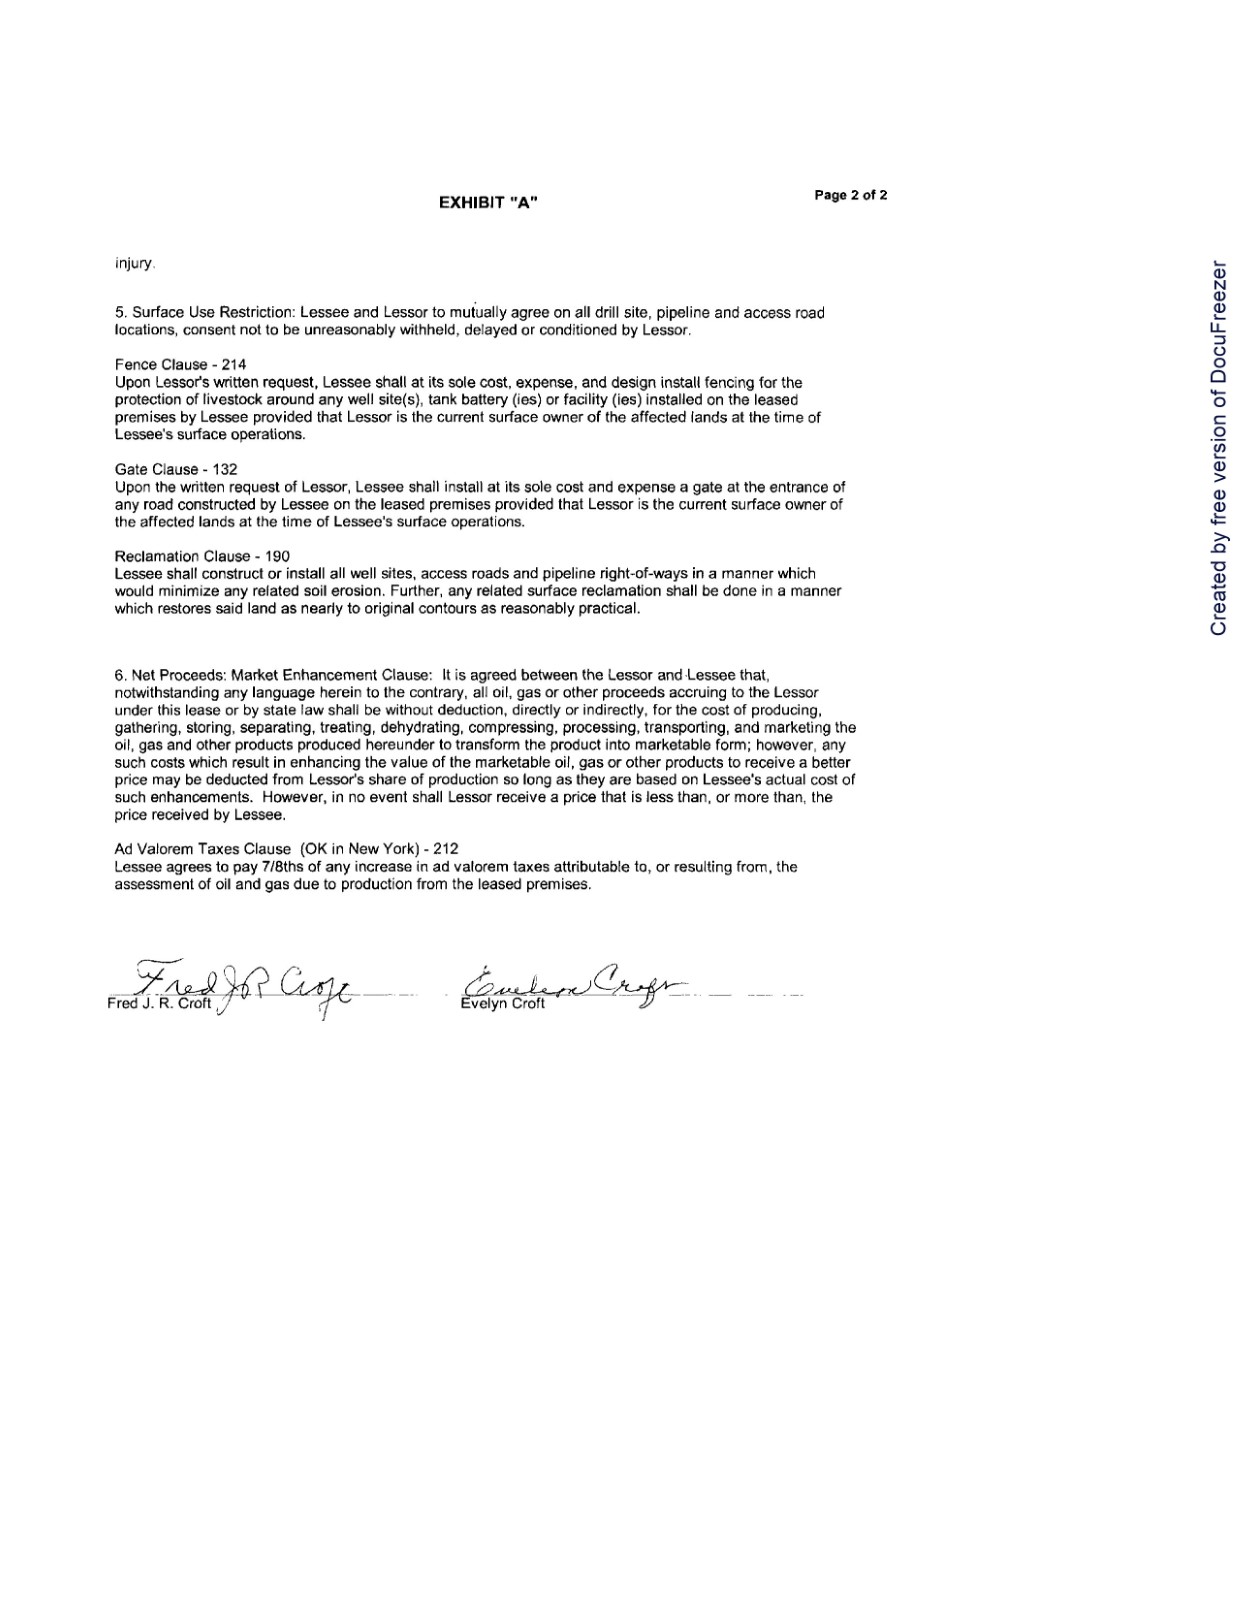 EXHIBIT "A"
Page 2 of 2
injury.
5. Surface Use Restriction: Lessee and Lessor to mutually agree on all drill site, pipeline and access road
locations, consent not to be unreasonably withheld, delayed or conditioned by Lessor.
Fence Clause - 214
Upon Lessor's written request, Lessee shall at its sole cost, expense, and design install fencing for the
protection of livestock around any well site(s), tank battery (ies) or facility (ies) installed on the leased
premises by Lessee provided that Lessor is the current surface owner of the affected lands at the time of
Lessee's surface operations.
Gate Clause - 132
Upon the written request of Lessor, Lessee shall install at its sole cost and expense a gate at the entrance of
any road constructed by Lessee on the leased premises provided that Lessor is the current surface owner of
the affected lands at the time of Lessee's surface operations.
Reclamation Clause - 190
Lessee shall construct or install all well sites, access roads and pipeline right-of-ways in a manner which
would minimize any related soil erosion. Further, any related surface reclamation shall be done in a manner
which restores said land as nearly to original contours as reasonably practical.
6. Net Proceeds: Market Enhancement Clause: It is agreed between the Lessor and Lessee that,
notwithstanding any language herein to the contrary, all oil, gas or other proceeds accruing to the Lessor
under this lease or by state law shall be without deduction, directly or indirectly, for the cost of producing,
gathering, storing, separating, treating, dehydrating, compressing, processing, transporting, and marketing the
oil, gas and other products produced hereunder to transform the product into marketable form; however, any
such costs which result in enhancing the value of the marketable oil, gas or other products to receive a better
price may be deducted from Lessor's share of production so long as they are based on Lessee's actual cost of
such enhancements. However, in no event shall Lessor receive a price that is less than, or more than, the
price received by Lessee.
Ad Valorem Taxes Clause (OK in New York) - 212
Lessee agrees to pay 7/8ths of any increase in ad valorem taxes attributable to, or resulting from, the
assessment of oil and gas due to production from the leased premises.
Fred J R Croft Evelyn Croft
Fred J. R. Croft Evelyn Croft
Created by free version of DocuFreezer